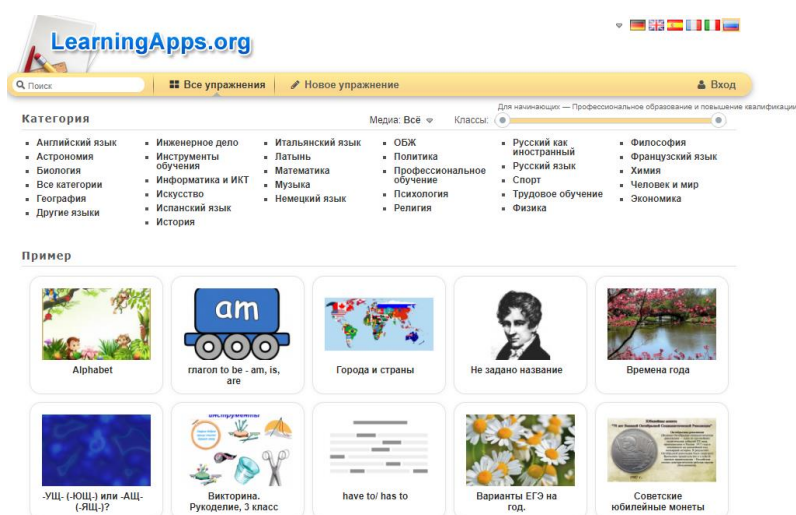 LearningApps.org
Поиск
Все упражнения
Новое упражнение
Вход
Для начинающих — Профессиональное образование и повышение квалификации
Категория
Медиа: Всё
Классы:
Английский язык
Астрономия
Биология
Все категории
География
Другие языки
Инженерное дело
Инструменты
обучения
Информатика и ИКТ
Искусство
Испанский язык
История
Итальянский язык
Латынь
Математика
Музыка
Немецкий язык
ОБЖ
Политика
Профессиональное
обучение
Психология
Религия
Русский как
иностранный
Русский язык
Спорт
Трудовое обучение
Физика
Философия
Французский язык
Химия
Человек и мир
Экономика
Пример
am
Alphabet
глагол to be - am, is,
are
Города и страны
Не задано название
Времена года
инструменты
-УЩ- (-ЮЩ-) или -АЩ-
(-ЯЩ-)?
Викторина.
Рукоделие, 3 класс
have to/ has to
Варианты ЕГЭ на
год.
Советские
юбилейные монеты